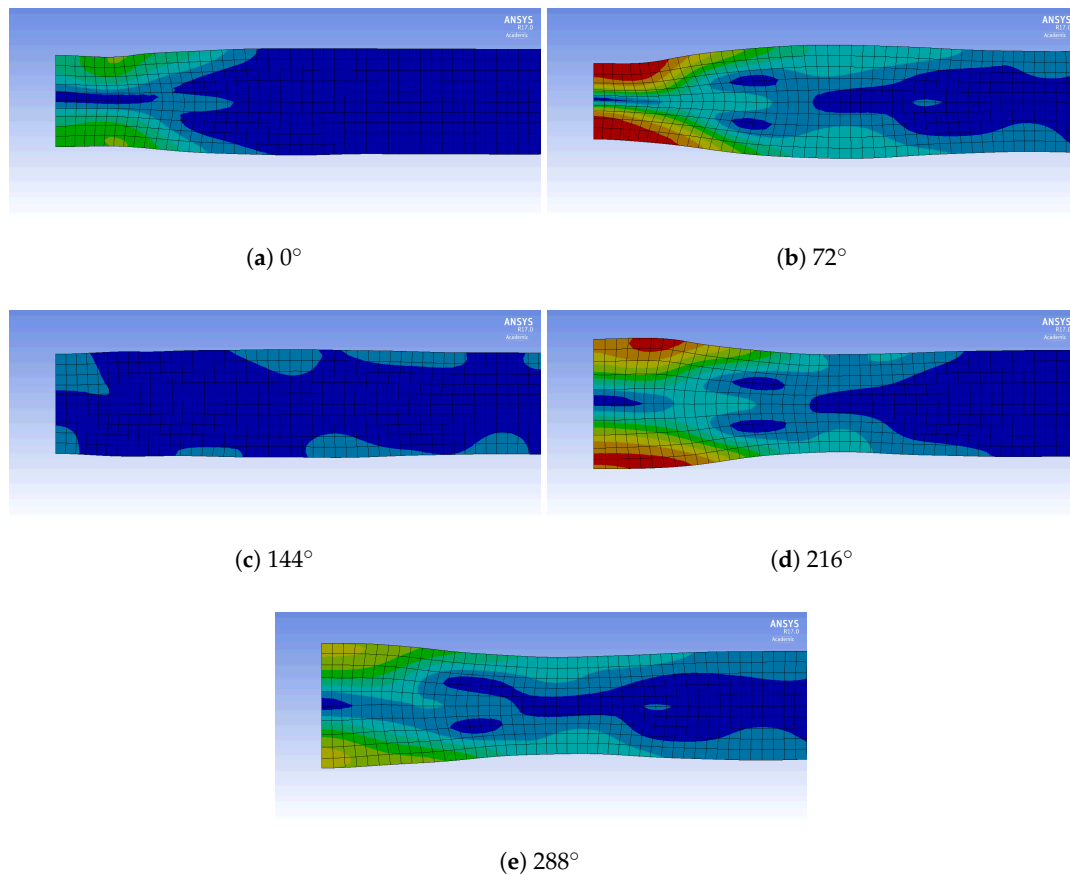 ANSYS
R17.0
Academic
ANSYS
R17.0
Academic
(a) 0°
(b) 72°
ANSYS
R17.0
Academic
ANSYS
R17.0
Academic
(c) 144°
(d) 216°
ANSYS
R17.0
Academic
(e) 288°